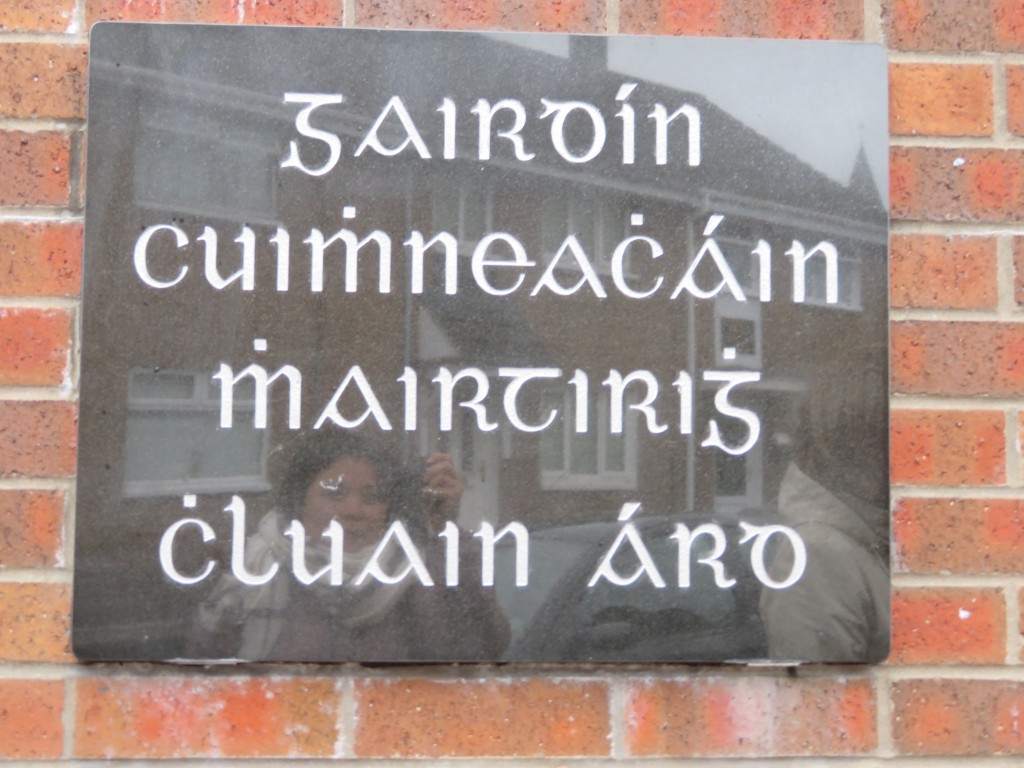 Gairdín
cuiṁneaċáin
ṁairtiriġ
ċluain árd